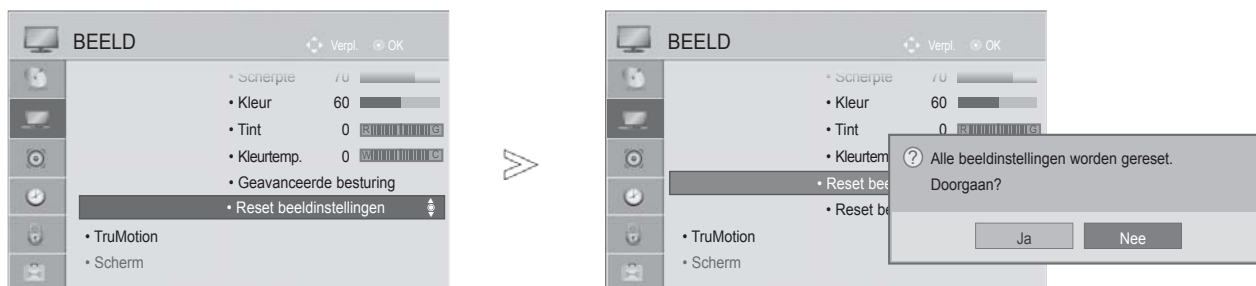 BEELD
Verpl. OK
• Scherpte 70
• Kleur 60
• Tint 0 R G
• Kleurtemp. 0 W C
• Geavanceerde besturing
• Reset beeldinstellingen
• TruMotion
• Scherm
BEELD
Verpl. OK
• Scherpte 70
• Kleur 60
• Tint 0 R G
• Kleurtem
• Reset bee
• Reset be
• TruMotion
• Scherm
? Alle beeldinstellingen worden gereset.
Doorgaan?
Ja Nee